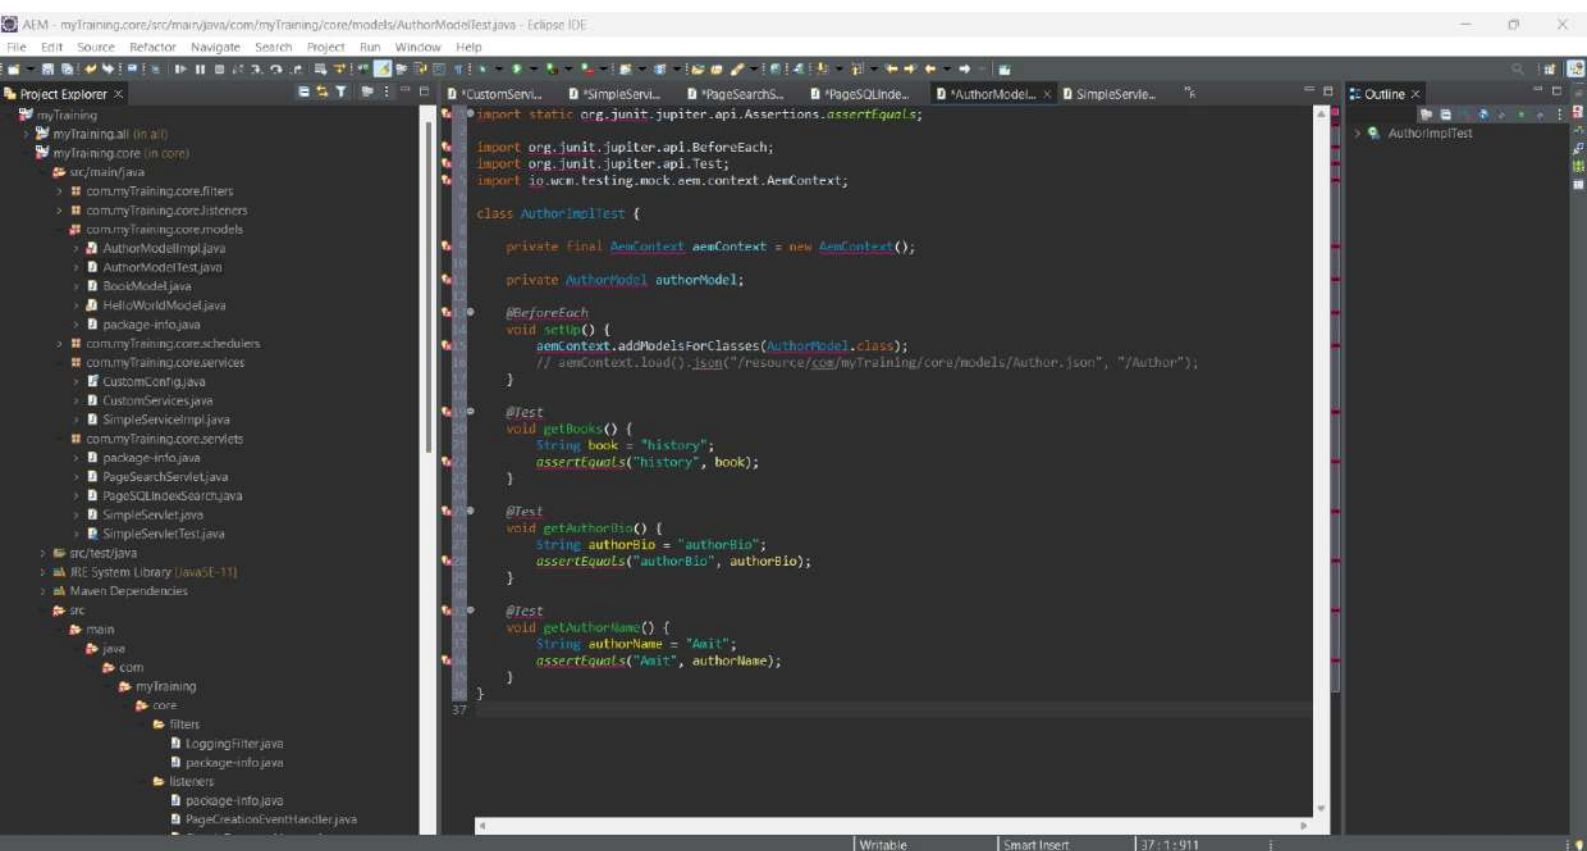 AEM - myTraining.core/src/main/java/com/myTraining/core/models/AuthorModelTest.java - Eclipse IDE
File Edit Source Refactor Navigate Search Project Run Window Help
Project Explorer
myTraining
myTraining.all (in all)
myTraining.core (in core)
src/main/java
com.myTraining.core.filters
com.myTraining.core.listeners
com.myTraining.core.models
AuthorModelImpl.java
AuthorModelTest.java
BookModel.java
HelloWorldModel.java
package-info.java
com.myTraining.core.schedulers
com.myTraining.core.services
CustomConfig.java
CustomServices.java
SimpleServiceImpl.java
com.myTraining.core.servlets
package-info.java
PageSearchServlet.java
PageSQLIndexSearch.java
SimpleServlet.java
SimpleServletTest.java
src/test/java
JRE System Library [JavaSE-11]
Maven Dependencies
src
main
java
com
myTraining
core
filters
LoggingFilter.java
package-info.java
listeners
package-info.java
PageCreationEventHandler.java
*CustomServi... *SimpleServi... *PageSearchS... *PageSQLInde... *AuthorModel... SimpleServle...
import static org.junit.jupiter.api.Assertions.assertEquals;
import org.junit.jupiter.api.BeforeEach;
import org.junit.jupiter.api.Test;
import io.wcm.testing.mock.aem.context.AemContext;
class AuthorImplTest {
private final AemContext aemContext = new AemContext();
private AuthorModel authorModel;
@BeforeEach
void setUp() {
aemContext.addModelsForClasses(AuthorModel.class);
// aemContext.load().json("/resource/com/myTraining/core/models/Author.json", "/Author");
}
@Test
void getBooks() {
String book = "history";
assertEquals("history", book);
}
@Test
void getAuthorBio() {
String authorBio = "authorBio";
assertEquals("authorBio", authorBio);
}
@Test
void getAuthorName() {
String authorName = "Amit";
assertEquals("Amit", authorName);
}
}
37
Outline
AuthorImplTest
Writable Smart Insert 37 : 1 : 911